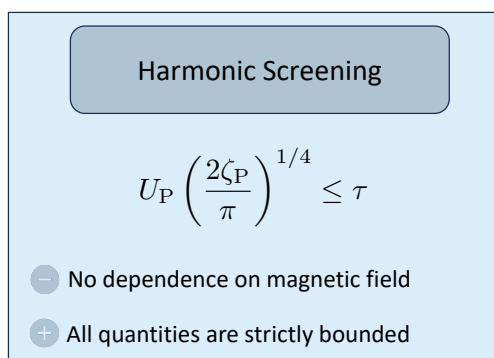 Harmonic Screening
U_P (2ζ_P / π)^{1/4} ≤ τ
− No dependence on magnetic field
+ All quantities are strictly bounded